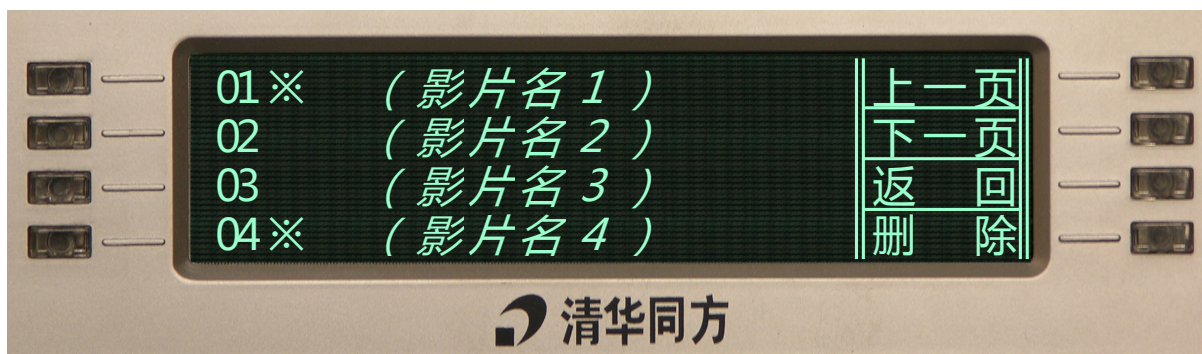 01※ (影片名1) 上一页
02 (影片名2) 下一页
03 (影片名3) 返回
04※ (影片名4) 删除
清华同方